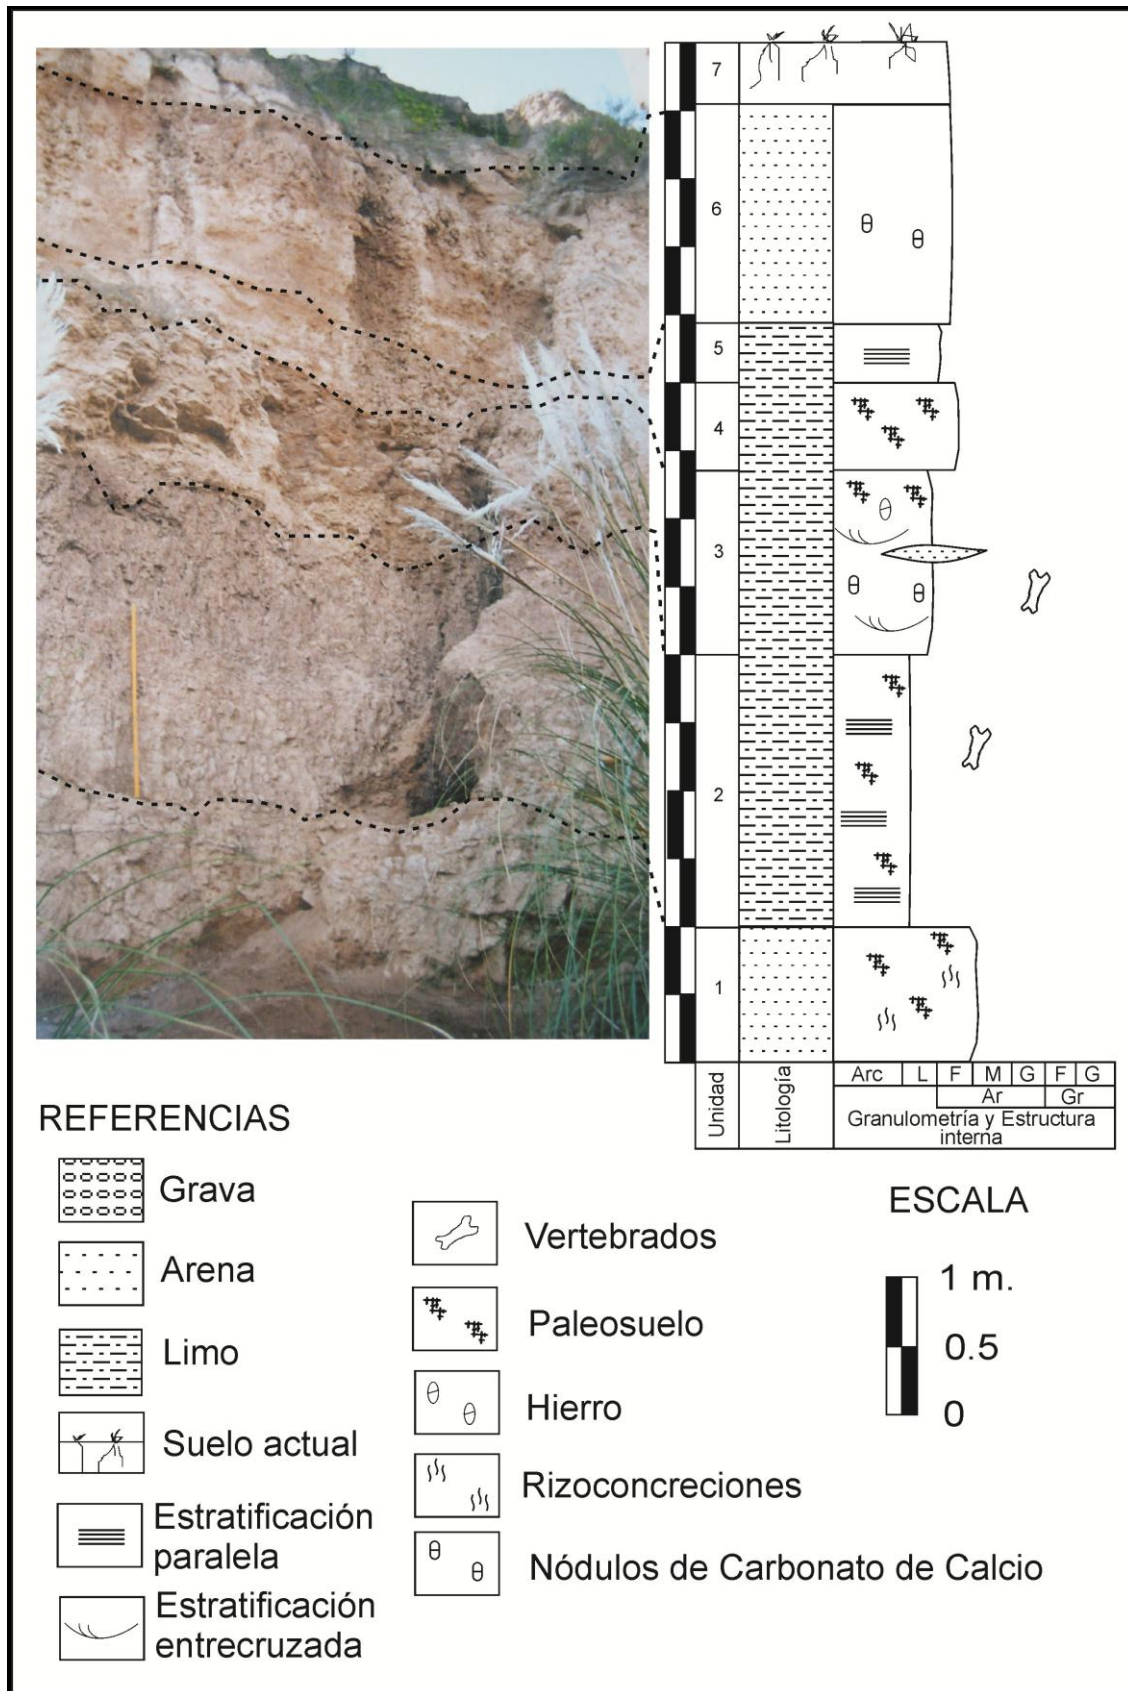 7
6
5
4
3
2
1
Unidad
Litología
Arc L F M G F G
Ar Gr
Granulometría y Estructura
interna
REFERENCIAS
Grava
Arena
Limo
Suelo actual
Estratificación
paralela
Estratificación
entrecruzada
Vertebrados
Paleosuelo
Hierro
Rizoconcreciones
Nódulos de Carbonato de Calcio
ESCALA
1 m.
0.5
0